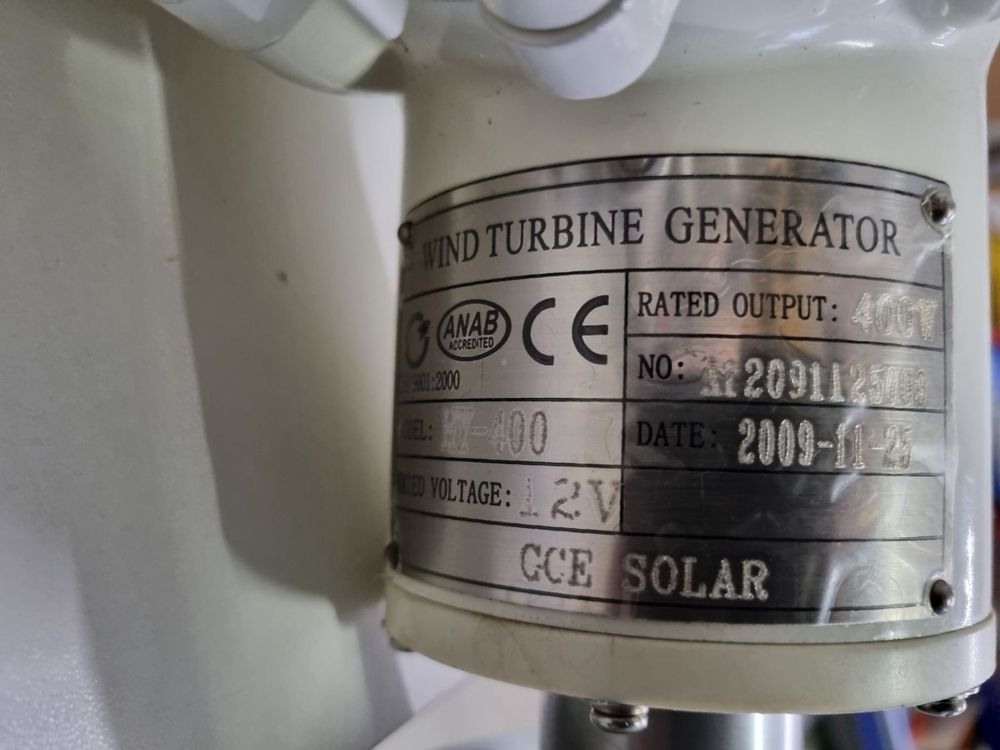 WIND TURBINE GENERATOR
ANAB
ACCREDITED
CE
9001:2000
RATED OUTPUT: 400W
NO:
DATE: 2009-11-25
-400
VOLTAGE: 12V
GCE SOLAR